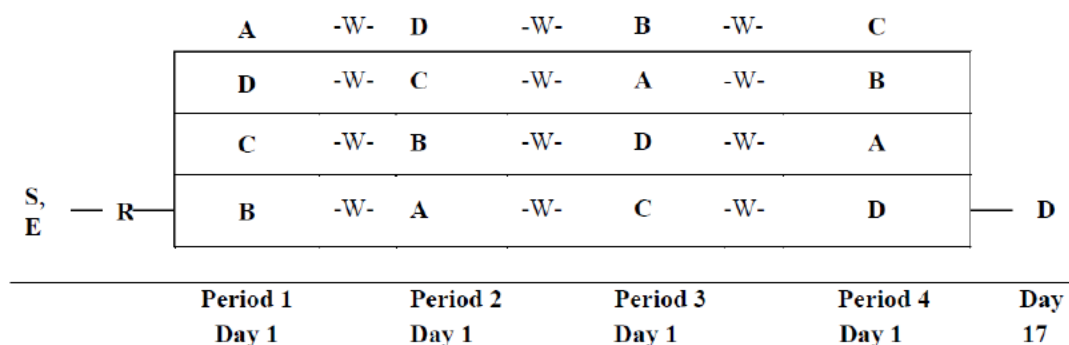 A -W- D -W- B -W- C
D -W- C -W- A -W- B
C -W- B -W- D -W- A
S,
E R B -W- A -W- C -W- D D
Period 1 Period 2 Period 3 Period 4 Day
Day 1 Day 1 Day 1 Day 1 17